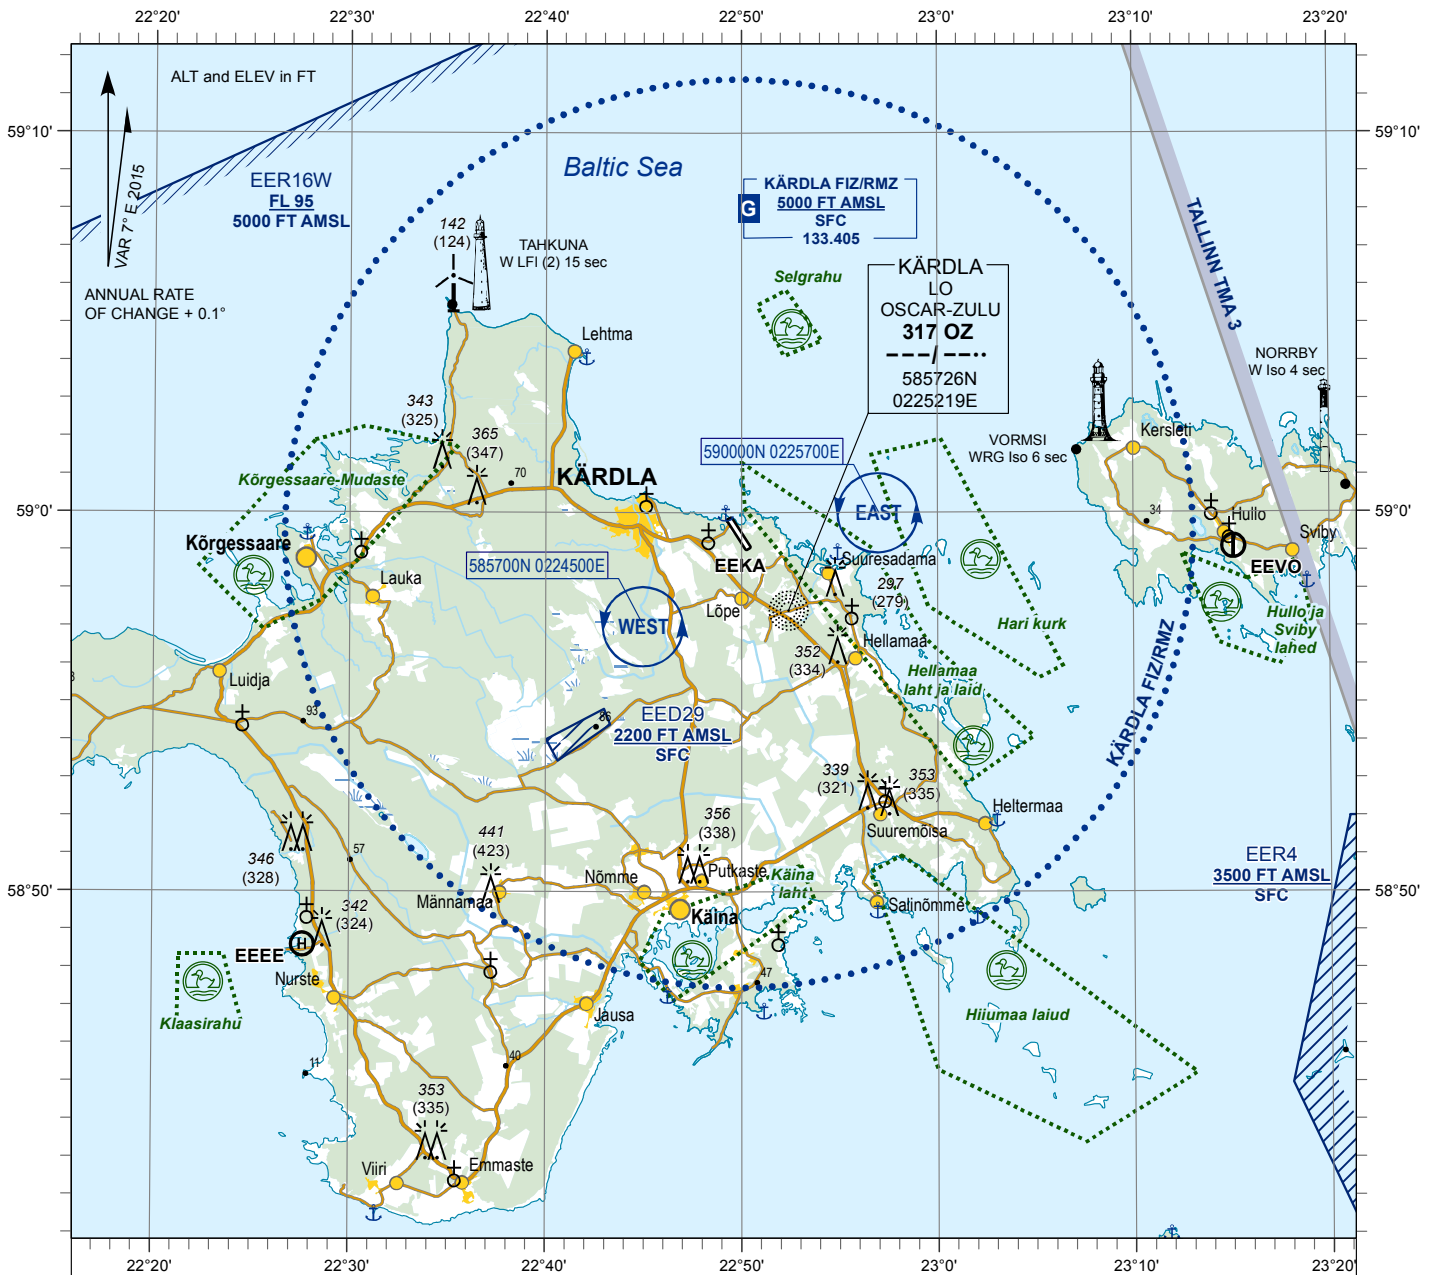 22°20'
22°30'
22°40'
22°50'
23°0'
23°10'
23°20'
ALT and ELEV in FT
59°10'
59°10'
VAR 7° E 2015
ANNUAL RATE
OF CHANGE + 0.1°
EER16W
FL 95
5000 FT AMSL
Baltic Sea
G
KÄRDLA FIZ/RMZ
5000 FT AMSL
SFC
133.405
TALLINN TMA 3
142
(124)
TAHKUNA
W LFI (2) 15 sec
Selgrahu
KÄRDLA
LO
OSCAR-ZULU
317 OZ
– – – / – – · ·
585726N
0225219E
Lehtma
NORRBY
W Iso 4 sec
343
(325)
365
(347)
70
KÄRDLA
590000N 0225700E
VORMSI
WRG Iso 6 sec
Kersleti
Kõrgessaare-Mudaste
59°0'
59°0'
EAST
34
Hullo
Sviby
Kõrgessaare
EEKA
EEVO
585700N 0224500E
Suuresadama
297
(279)
Lauka
Lõpe
WEST
Hari kurk
Hullo ja
Sviby
lahed
Hellamaa
352
(334)
Hellamaa
laht ja laid
Luidja
93
86
EED29
2200 FT AMSL
SFC
KÄRDLA FIZ/RMZ
339
(321)
353
(335)
Heltermaa
Suuremõisa
346
(328)
57
441
(423)
356
(338)
Nõmme
Putkaste
Käina
laht
EER4
3500 FT AMSL
SFC
58°50'
58°50'
Männamaa
Käina
Salinõmme
342
(324)
EEEE
H
Nurste
47
Klaasirahu
Jausa
Hiiumaa laiud
11
40
353
(335)
Viiri
Emmaste
22°20'
22°30'
22°40'
22°50'
23°0'
23°10'
23°20'